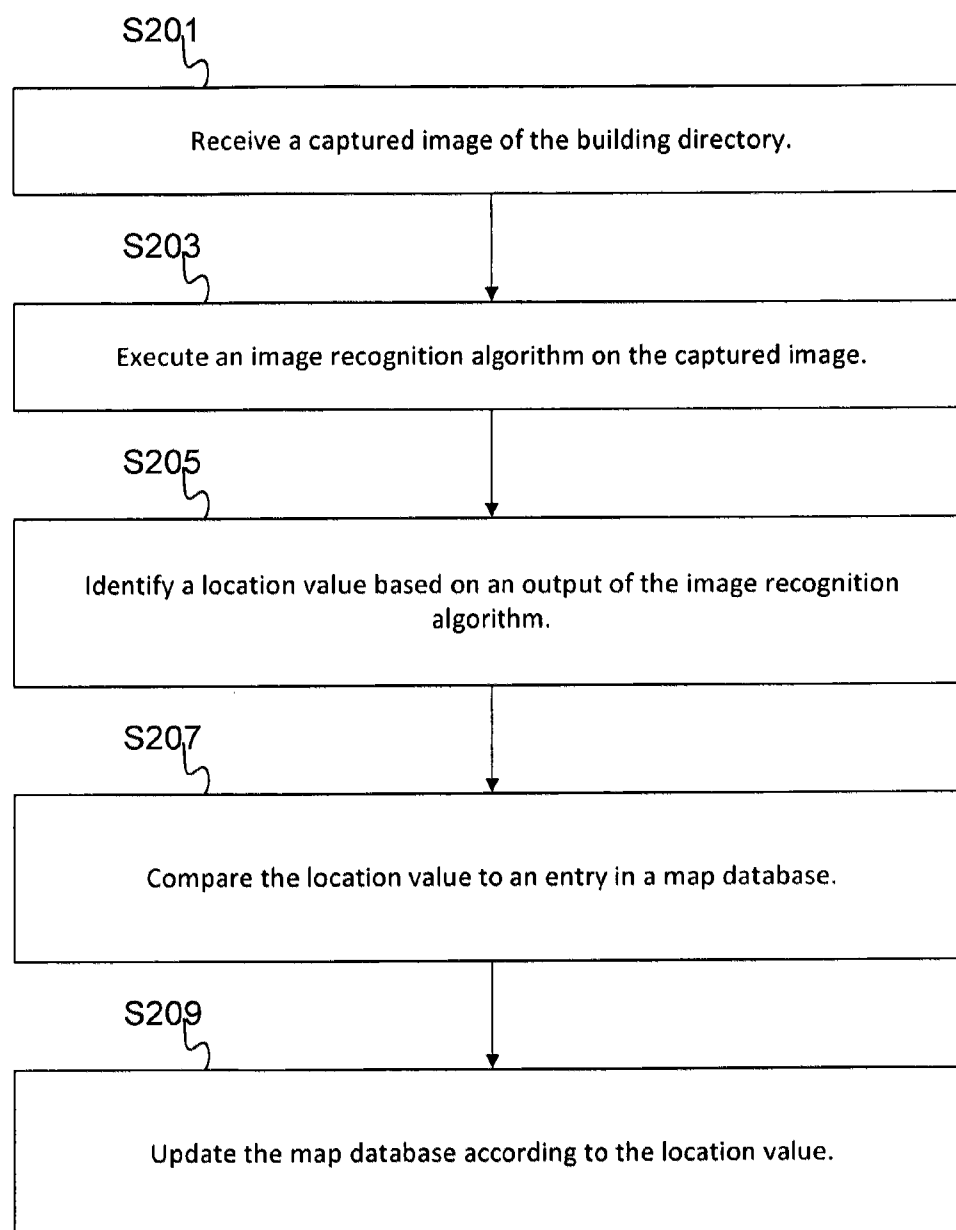 S201
Receive a captured image of the building directory.
S203
Execute an image recognition algorithm on the captured image.
S205
Identify a location value based on an output of the image recognition
algorithm.
S207
Compare the location value to an entry in a map database.
S209
Update the map database according to the location value.